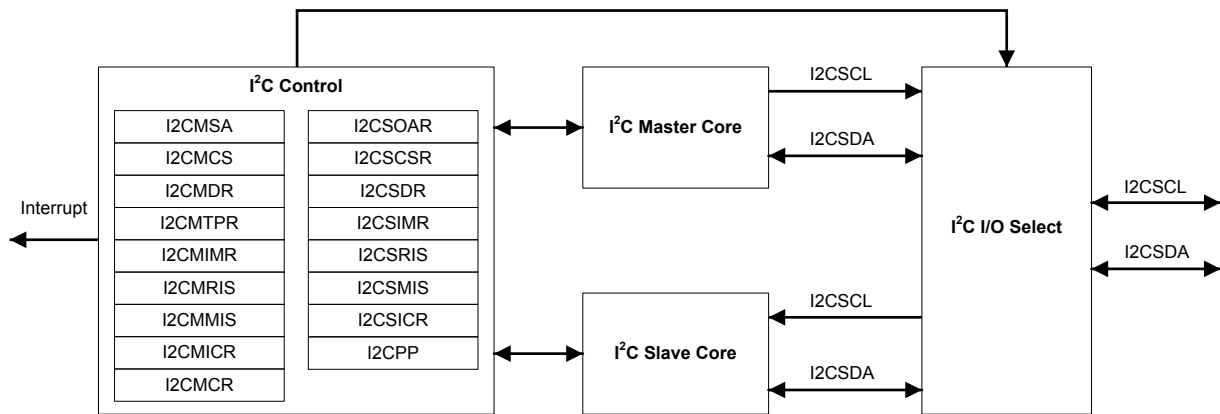 I²C Control
I2CMSA
I2CMCS
I2CMDR
I2CMTPR
I2CMIMR
I2CMRIS
I2CMMIS
I2CMICR
I2CMCR
I2CSOAR
I2CSCSR
I2CSDR
I2CSIMR
I2CSRIS
I2CSMIS
I2CSICR
I2CPP
Interrupt
I²C Master Core
I2CSCL
I2CSDA
I²C Slave Core
I2CSCL
I2CSDA
I²C I/O Select
I2CSCL
I2CSDA